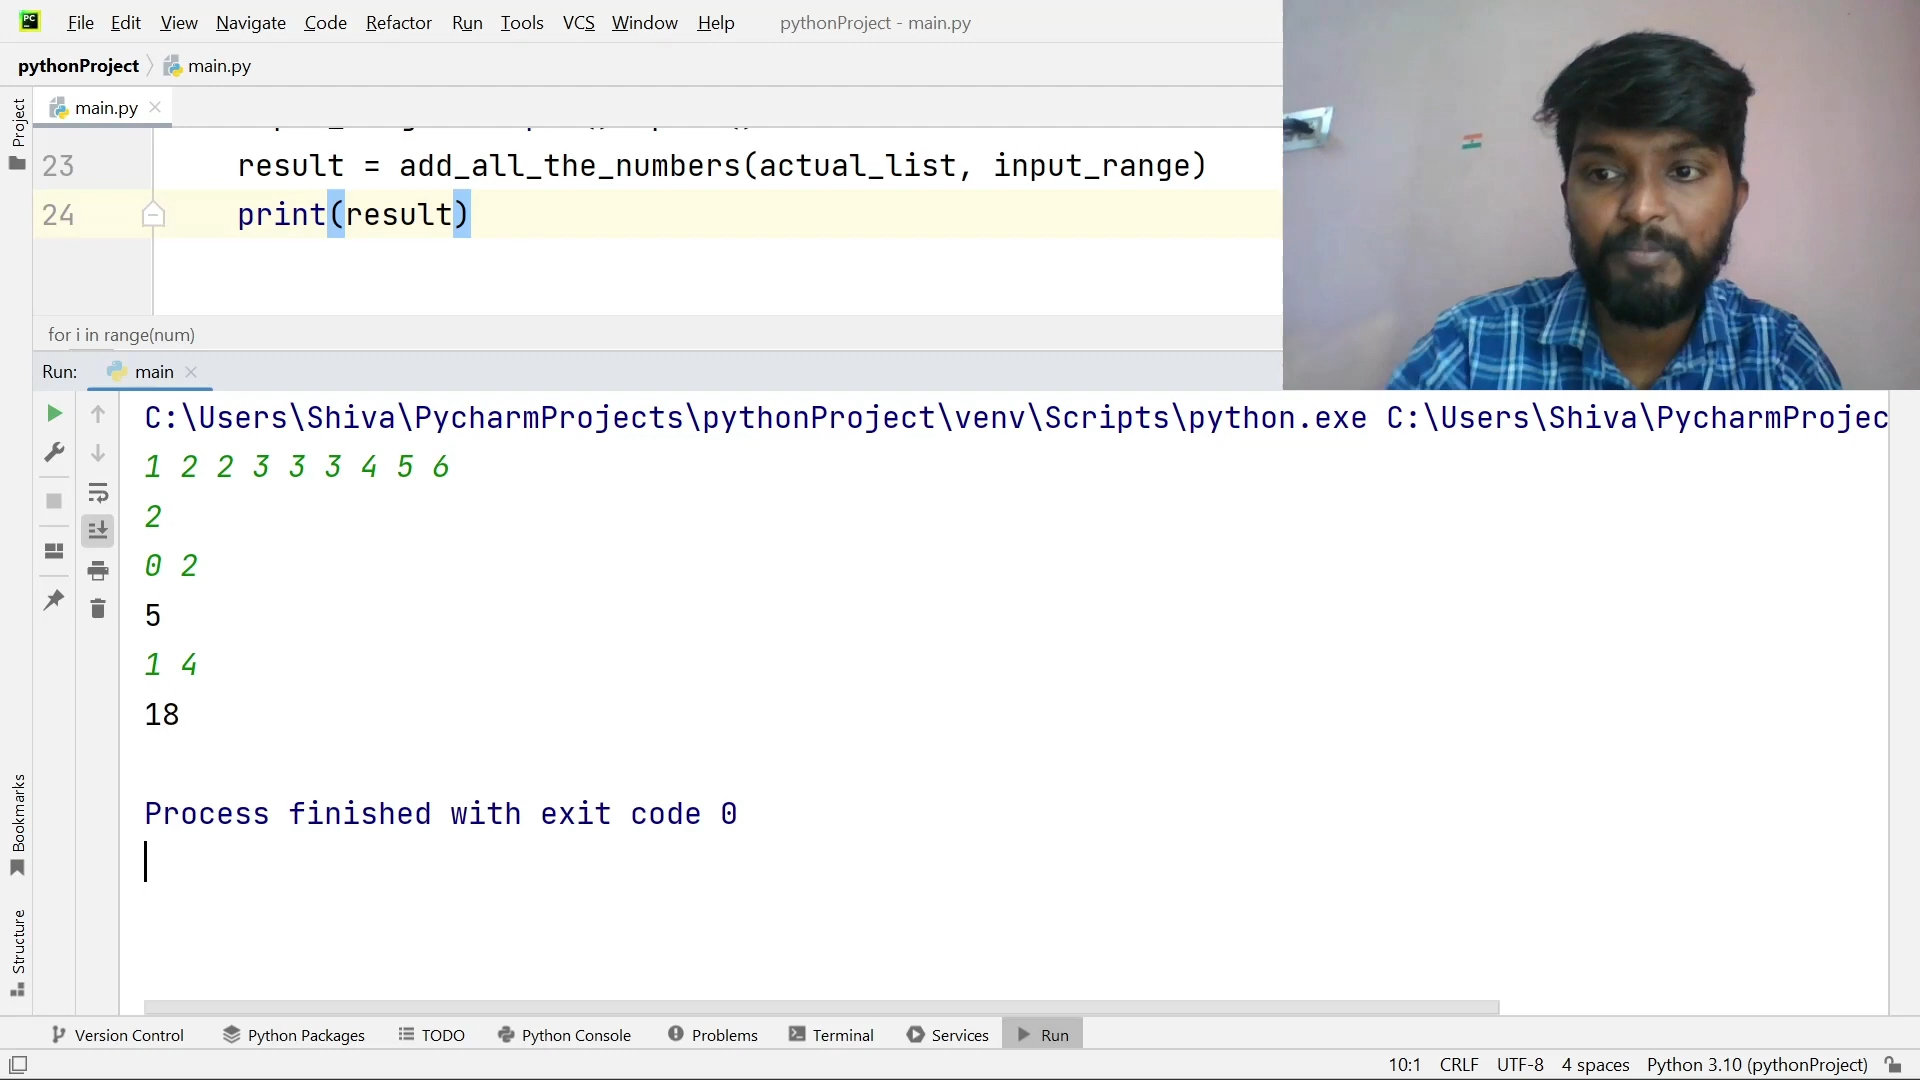 PC File Edit View Navigate Code Refactor Run Tools VCS Window Help pythonProject - main.py
pythonProject main.py
Project
main.py
23 result = add_all_the_numbers(actual_list, input_range)
24 print(result)
for i in range(num)
Run: main
C:\Users\Shiva\PycharmProjects\pythonProject\venv\Scripts\python.exe C:\Users\Shiva\PycharmProjec
1 2 2 3 3 3 4 5 6
2
0 2
5
1 4
18
Process finished with exit code 0
Bookmarks
Structure
Version Control Python Packages TODO Python Console Problems Terminal Services Run
10:1 CRLF UTF-8 4 spaces Python 3.10 (pythonProject)